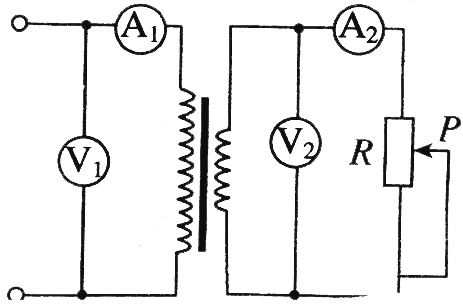 A₁ A₂
V₁ V₂ R P